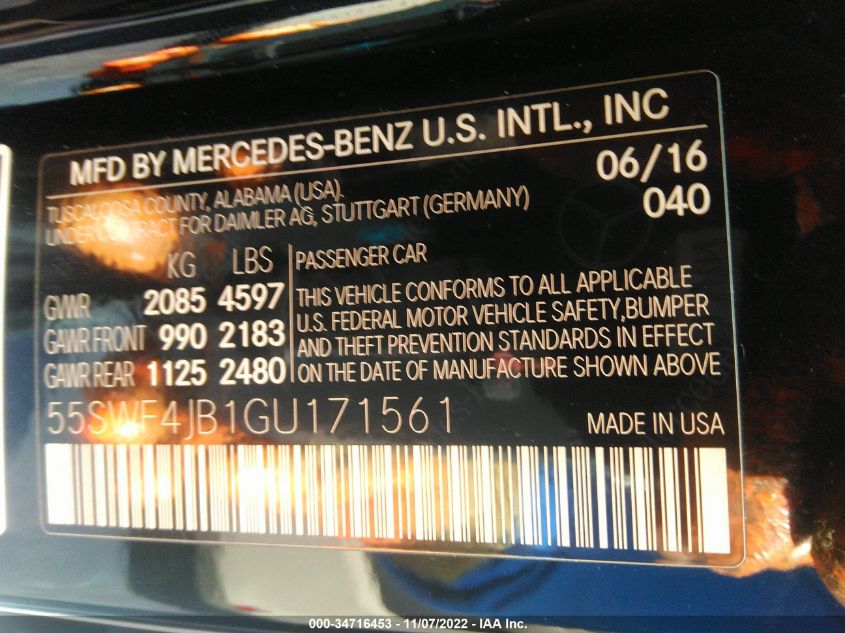 MFD BY MERCEDES-BENZ U.S. INTL., INC
TUSCALOOSA COUNTY, ALABAMA (USA) 06/16
UNDER CONTRACT FOR DAIMLER AG, STUTTGART (GERMANY) 040
KG LBS PASSENGER CAR
GVWR 2085 4597 THIS VEHICLE CONFORMS TO ALL APPLICABLE
U.S. FEDERAL MOTOR VEHICLE SAFETY,BUMPER
GAWR FRONT 990 2183 AND THEFT PREVENTION STANDARDS IN EFFECT
GAWR REAR 1125 2480 ON THE DATE OF MANUFACTURE SHOWN ABOVE
55SWF4JB1GU171561 MADE IN USA
000-34716453 - 11/07/2022 - IAA Inc.